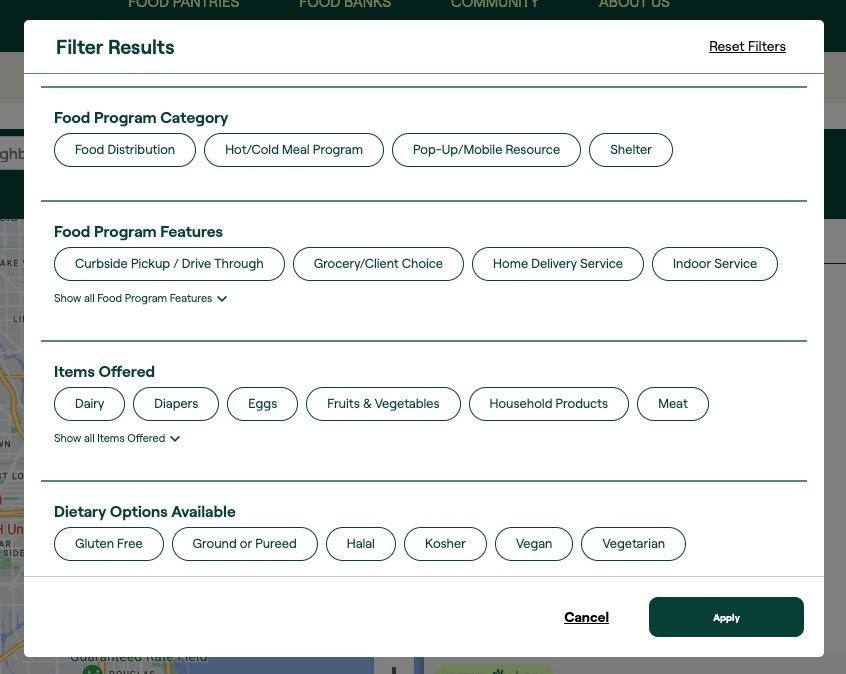 FOOD PANTRIES FOOD BANKS COMMUNITY ABOUT US
Filter Results Reset Filters
Food Program Category
Food Distribution Hot/Cold Meal Program Pop-Up/Mobile Resource Shelter
Food Program Features
Curbside Pickup / Drive Through Grocery/Client Choice Home Delivery Service Indoor Service
Show all Food Program Features
Items Offered
Dairy Diapers Eggs Fruits & Vegetables Household Products Meat
Show all Items Offered
Dietary Options Available
Gluten Free Ground or Pureed Halal Kosher Vegan Vegetarian
Cancel Apply
Guaranteed Rate Field
DOUGLAS